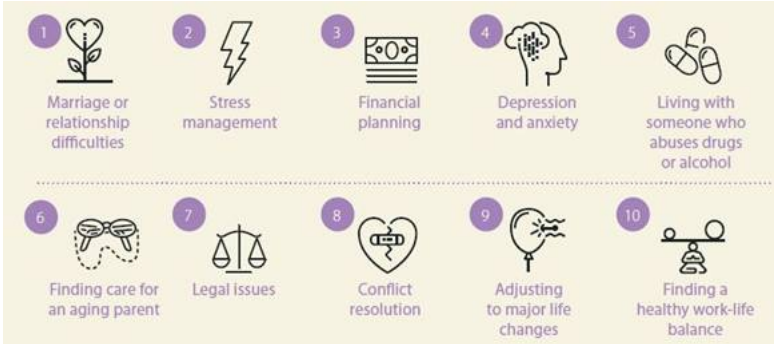 1
Marriage or
relationship
difficulties
2
Stress
management
3
Financial
planning
4
Depression
and anxiety
5
Living with
someone who
abuses drugs
or alcohol
6
Finding care for
an aging parent
7
Legal issues
8
Conflict
resolution
9
Adjusting
to major life
changes
10
Finding a
healthy work-life
balance